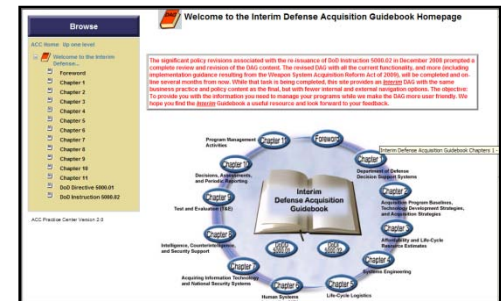 Browse
Welcome to the Interim Defense Acquisition Guidebook Homepage
ACC Home Up one level
Welcome to the Interim Defense...
Foreword
Chapter 1
Chapter 2
Chapter 3
Chapter 4
Chapter 5
Chapter 6
Chapter 7
Chapter 8
Chapter 9
Chapter 10
Chapter 11
DoD Directive 5000.01
DoD Instruction 5000.02
ACC Practice Center Version 2.0
The significant policy revisions associated with the re-issuance of DoD Instruction 5000.02 in December 2008 prompted a
complete review and revision of the DAG content. The revised DAG with all the current functionality, and more (including
implementation guidance resulting from the Weapon System Acquisition Reform Act of 2009), will be completed and on-
line several months from now. While that task is being completed, this site provides an Interim DAG with the same
business practice and policy content as the final, but with fewer internal and external navigation options. The objective:
To provide you with the information you need to manage your programs while we make the DAG more user friendly. We
hope you find the Interim Guidebook a useful resource and look forward to your feedback.
Program Management
Activities
Chapter 11
Foreword
Interim Defense Acquisition Guidebook Chapters 1 -
Chapter 1
Department of Defense
Decision Support Systems
Chapter 10
Decisions, Assessments,
and Periodic Reporting
Chapter 2
Acquisition Program Baselines,
Technology Development Strategies,
and Acquisition Strategies
Interim
Defense Acquisition
Guidebook
Chapter 9
Test and Evaluation (T&E)
Chapter 3
Affordability and Life-Cycle
Resource Estimates
Chapter 8
Intelligence, Counterintelligence,
and Security Support
DoDD
5000.01
DoDI
5000.02
Chapter 4
Systems Engineering
Chapter 7
Acquiring Information Technology
and National Security Systems
Chapter 6
Human Systems
Chapter 5
Life-Cycle Logistics